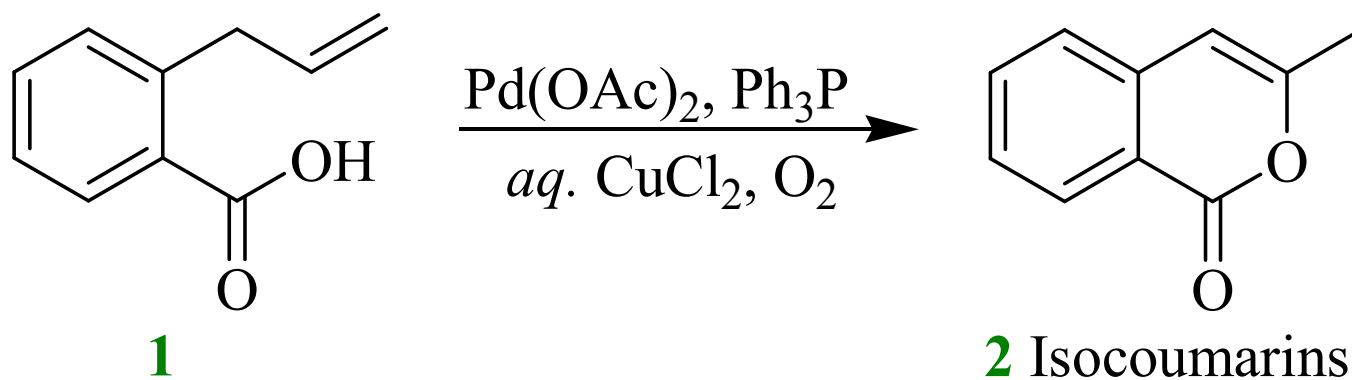 OH
O
1
Pd(OAc)2, Ph3P
aq. CuCl2, O2
O
O
2 Isocoumarins